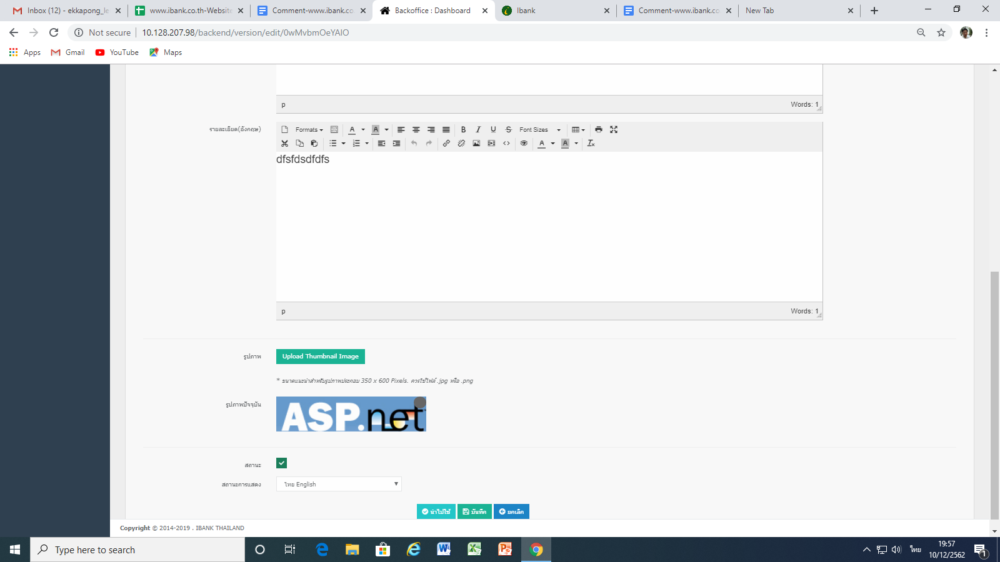 Inbox (12) - ekkapong_le
www.ibank.co.th-Website
Comment-www.ibank.co.
Backoffice : Dashboard
Ibank
Comment-www.ibank.co
New Tab
Not secure
10.128.207.98/backend/version/edit/0wMvbmOeYAIO
Apps
Gmail
YouTube
Maps
p
Words: 1
รายละเอียด(อังกฤษ)
Formats
A
A
B
I
U
S
Font Sizes
A
A
dfsfdsdfdfs
p
Words: 1
รูปภาพ
Upload Thumbnail Image
* ขนาดแนะนำสำหรับรูปภาพประกอบ 350 x 600 Pixels. ควรใช้ไฟล์ .jpg หรือ .png
รูปภาพปัจจุบัน
ASP.net
สถานะ
สถานะการแสดง
ไทย English
นำไปใช้
บันทึก
ยกเลิก
Copyright © 2014-2019 . IBANK THAILAND
Type here to search
ไทย
19:57
10/12/2562
1